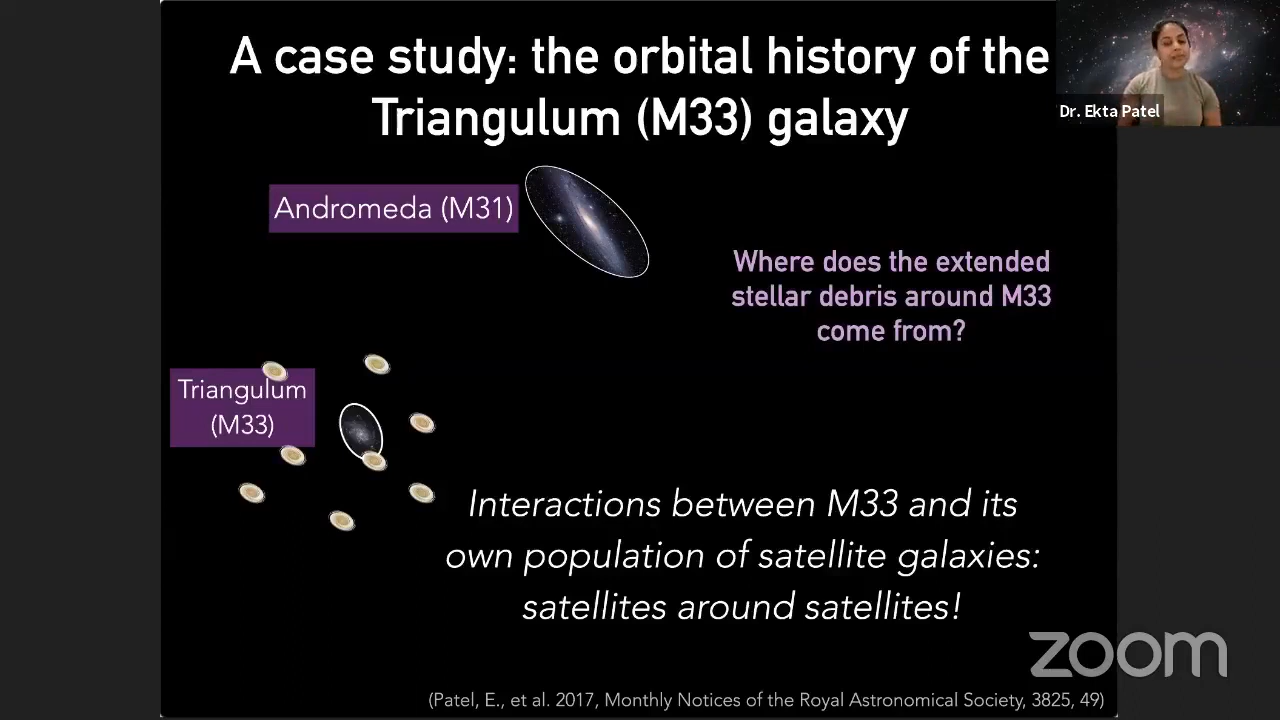 A case study: the orbital history of the
Triangulum (M33) galaxy
Dr. Ekta Patel
Andromeda (M31)
Where does the extended
stellar debris around M33
come from?
Triangulum
(M33)
Interactions between M33 and its
own population of satellite galaxies:
satellites around satellites!
zoom
(Patel, E., et al. 2017, Monthly Notices of the Royal Astronomical Society, 3825, 49)